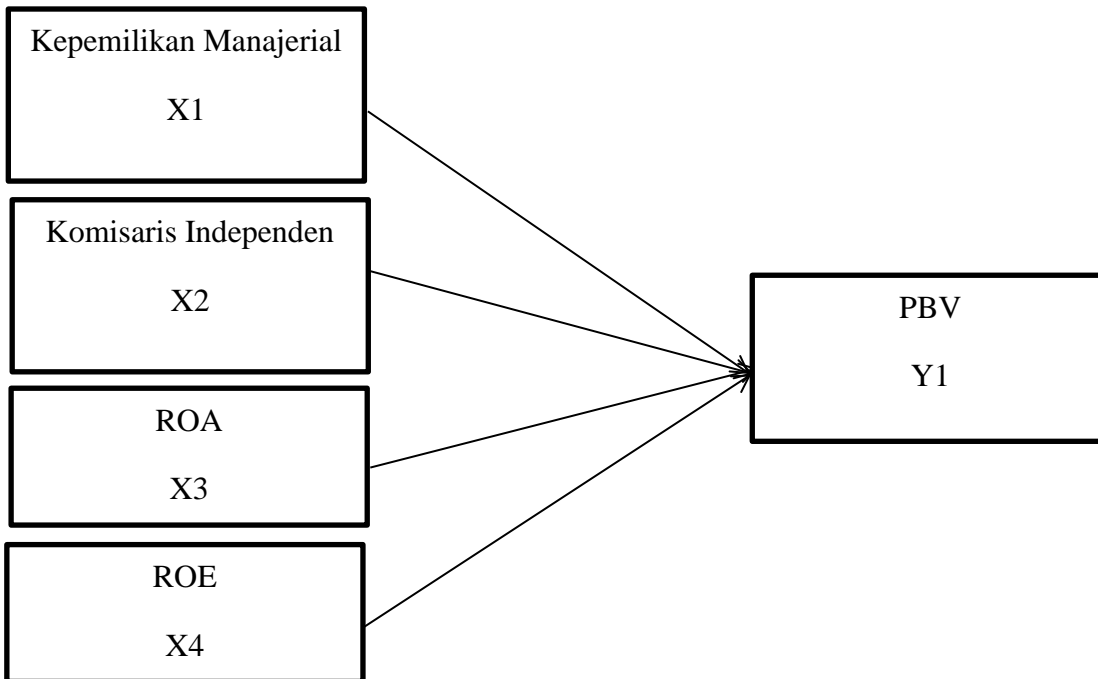 Kepemilikan Manajerial
X1
Komisaris Independen
X2
ROA
X3
ROE
X4
PBV
Y1